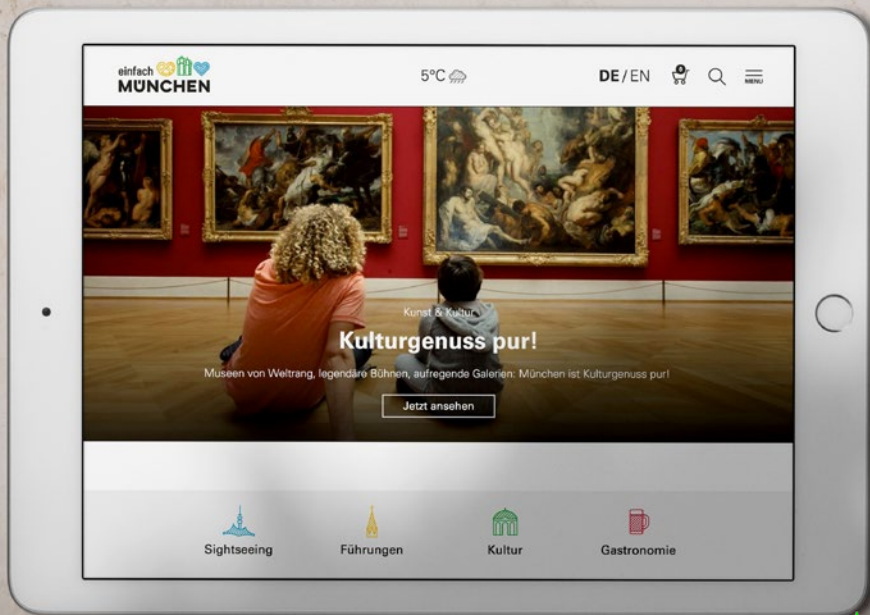 einfach
MÜNCHEN
5°C
DE/EN
0
MENU
Kunst & Kultur
Kulturgenuss pur!
Museen von Weltrang, legendäre Bühnen, aufregende Galerien: München ist Kulturgenuss pur!
Jetzt ansehen
Sightseeing
Führungen
Kultur
Gastronomie